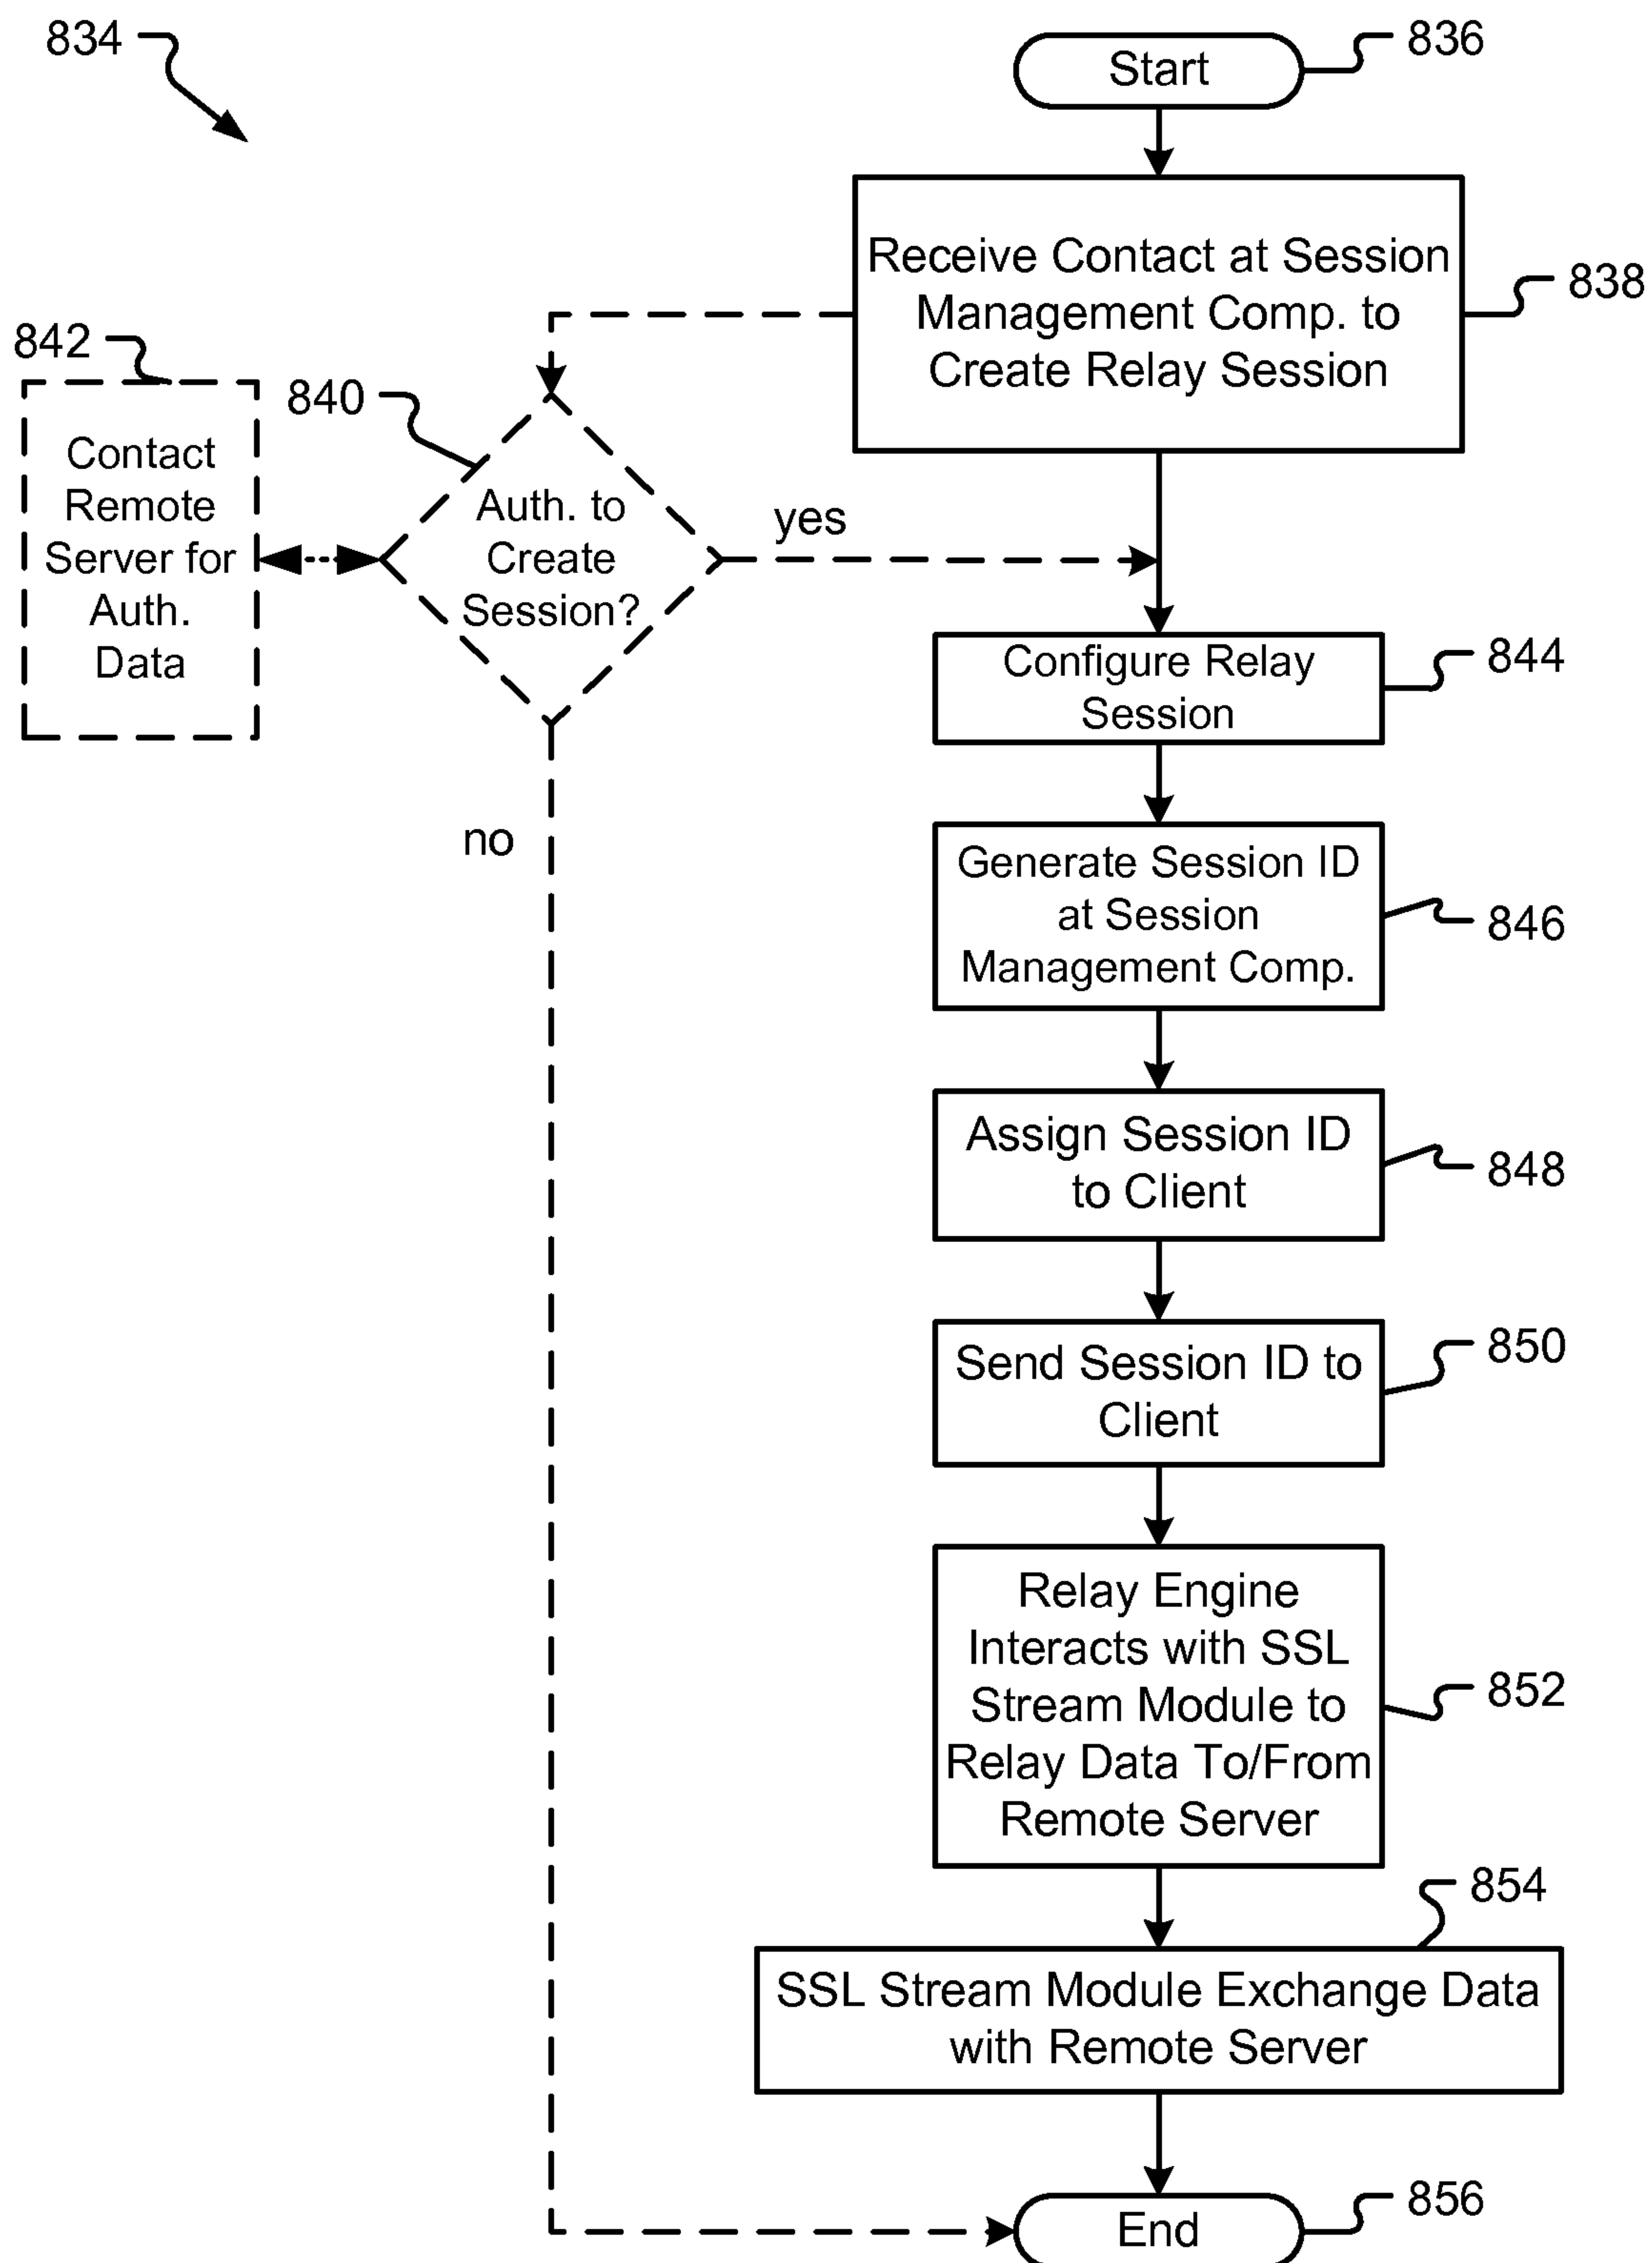 834
Start
836
Receive Contact at Session
Management Comp. to
Create Relay Session
838
842
Contact
Remote
Server for
Auth.
Data
840
Auth. to
Create
Session?
yes
no
Configure Relay
Session
844
Generate Session ID
at Session
Management Comp.
846
Assign Session ID
to Client
848
Send Session ID to
Client
850
Relay Engine
Interacts with SSL
Stream Module to
Relay Data To/From
Remote Server
852
854
SSL Stream Module Exchange Data
with Remote Server
End
856